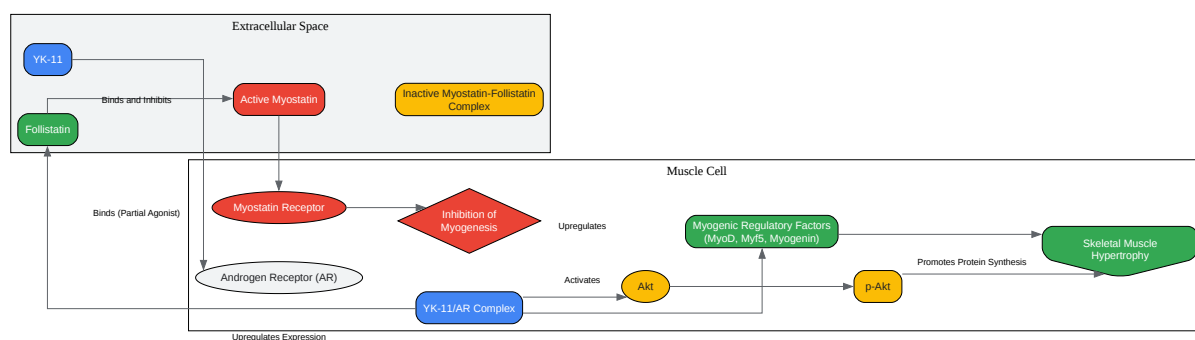 Extracellular Space
YK-11
Binds and Inhibits
Active Myostatin
Inactive Myostatin-Follistatin
Complex
Follistatin
Muscle Cell
Binds (Partial Agonist)
Myostatin Receptor
Inhibition of
Myogenesis
Upregulates
Myogenic Regulatory Factors
(MyoD, Myf5, Myogenin)
Skeletal Muscle
Hypertrophy
Androgen Receptor (AR)
Activates
Akt
p-Akt
Promotes Protein Synthesis
YK-11/AR Complex
Upregulates Expression